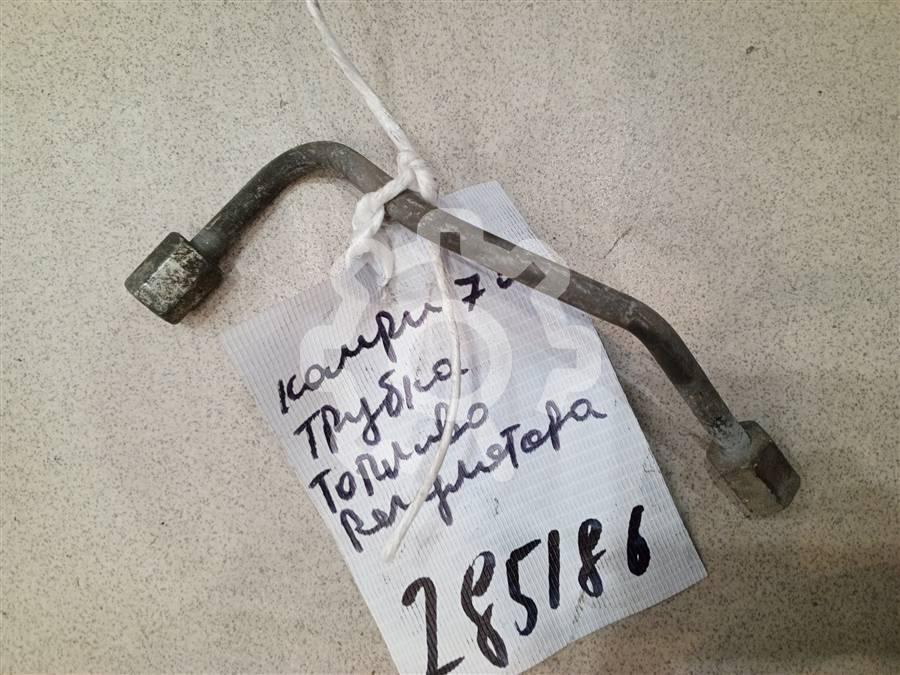 камри 70
трубка
топливо
регулятора
285186